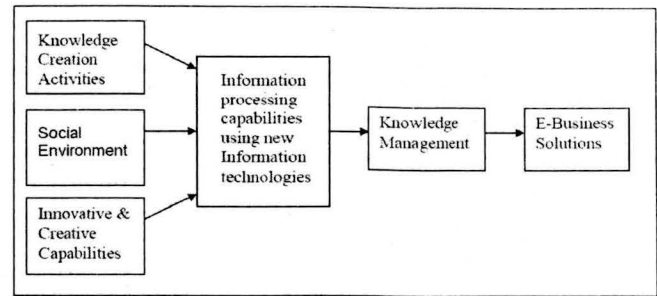 Knowledge
Creation
Activities
Social
Environment
Innovative &
Creative
Capabilities
Information
processing
capabilities
using new
Information
technologies
Knowledge
Management
E-Business
Solutions